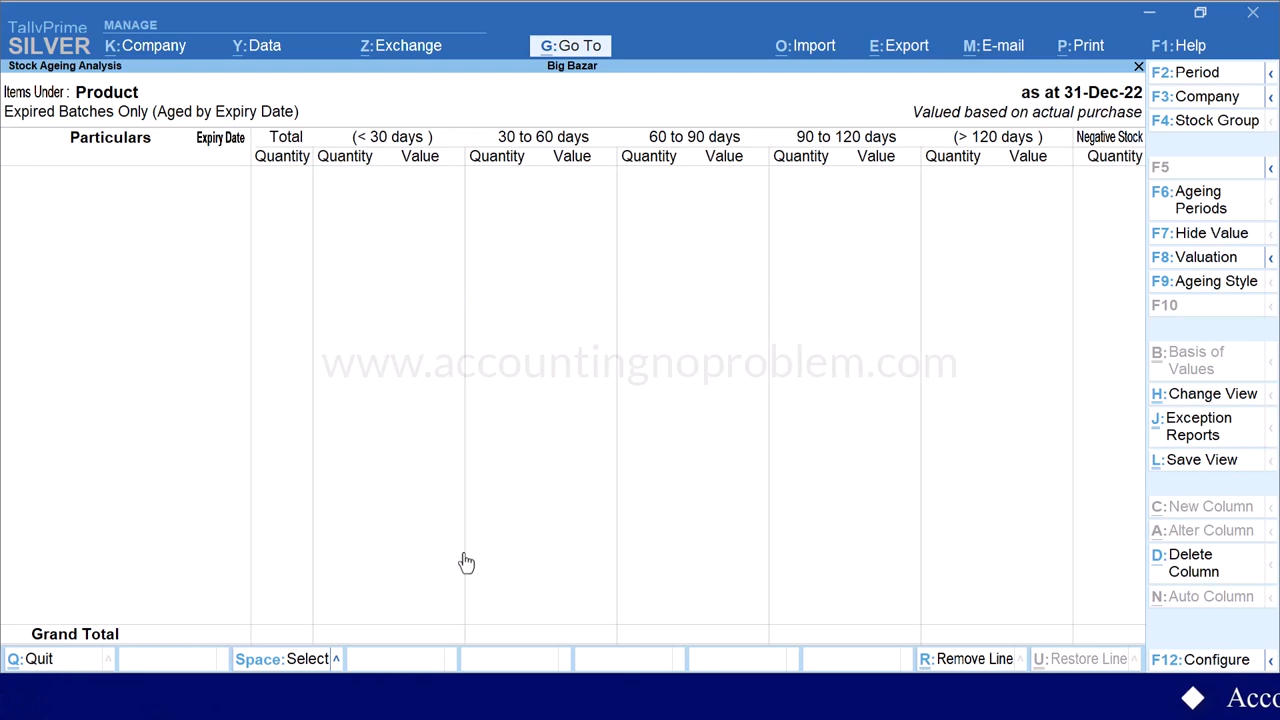 TallyPrime
MANAGE
SILVER
K:Company
Y:Data
Z:Exchange
G:Go To
O:Import
E:Export
M:E-mail
P:Print
F1:Help
Stock Ageing Analysis
Big Bazar
Items Under : Product
as at 31-Dec-22
Expired Batches Only (Aged by Expiry Date)
Valued based on actual purchase
Particulars
Expiry Date
Total
(< 30 days )
30 to 60 days
60 to 90 days
90 to 120 days
(> 120 days )
Negative Stock
Quantity
Quantity Value
Quantity Value
Quantity Value
Quantity Value
Quantity Value
Quantity
www.accountingnoproblem.com
Grand Total
F2:Period
F3:Company
F4:Stock Group
F5
F6:Ageing
Periods
F7:Hide Value
F8:Valuation
F9:Ageing Style
F10
B:Basis of
Values
H:Change View
J:Exception
Reports
L:Save View
C:New Column
A:Alter Column
D:Delete
Column
N:Auto Column
Q:Quit
Space:Select
R:Remove Line
U:Restore Line
F12:Configure